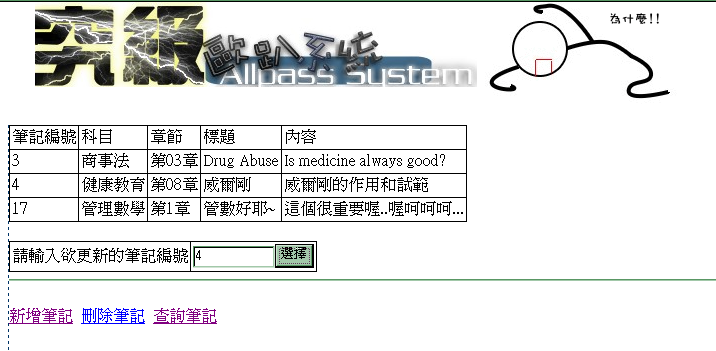 突級
歐趴系統
Allpass System
為什麼!!
筆記編號 科目 章節 標題 內容
3 商事法 第03章 Drug Abuse Is medicine always good?
4 健康教育 第08章 威爾剛 威爾剛的作用和試範
17 管理數學 第1章 管數好耶~ 這個很重要喔..喔呵呵呵...
請輸入欲更新的筆記編號 4 選擇
新增筆記 刪除筆記 查詢筆記